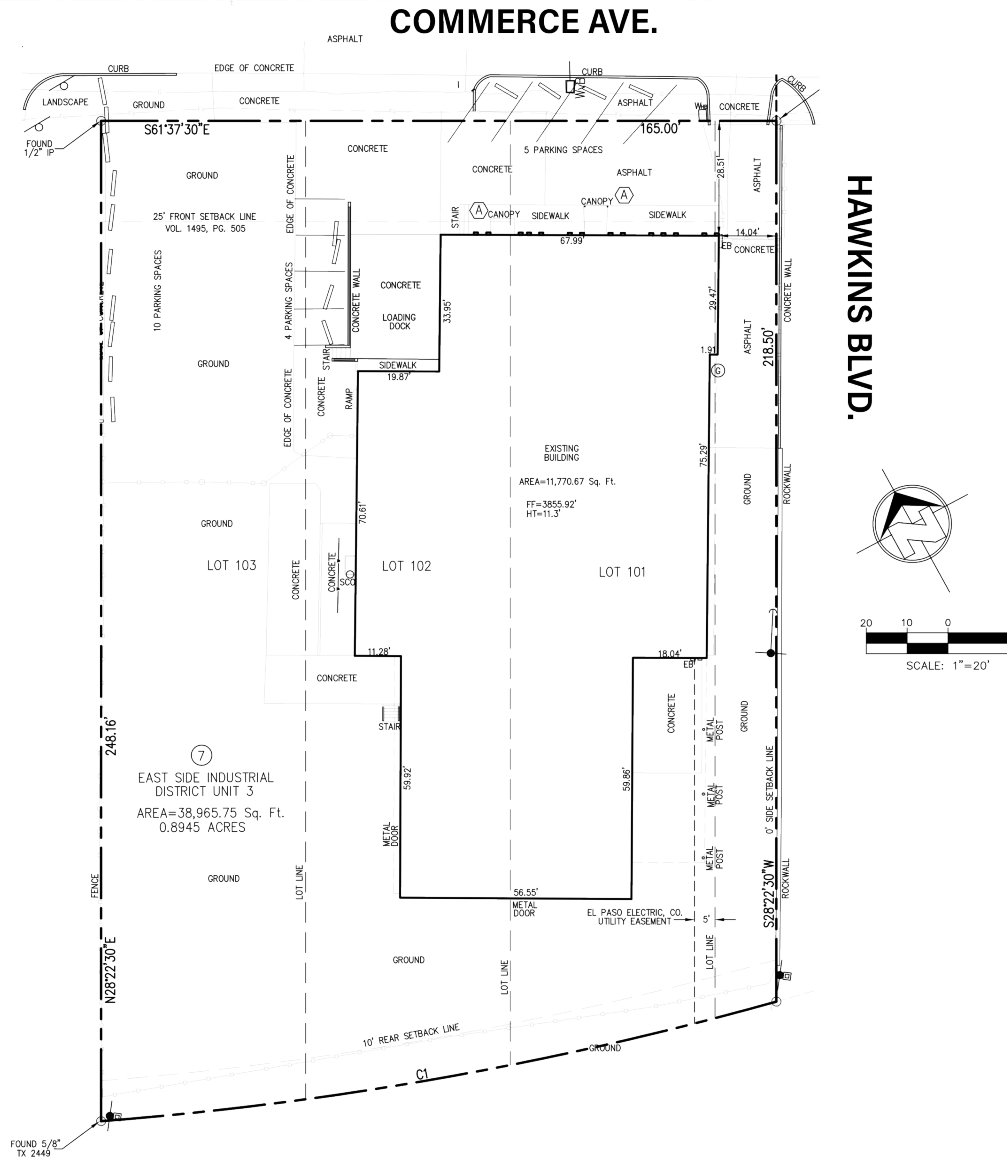 COMMERCE AVE.
ASPHALT
CURB
EDGE OF CONCRETE
CURB
CURB
LANDSCAPE
GROUND
CONCRETE
ASPHALT
CONCRETE
FOUND
1/2" IP
S61°37'30"E
165.00'
CONCRETE
5 PARKING SPACES
GROUND
EDGE OF CONCRETE
CONCRETE
ASPHALT
28.51
ASPHALT
25' FRONT SETBACK LINE
VOL. 1495, PG. 505
STAIR
A
CANOPY
SIDEWALK
CANOPY
A
SIDEWALK
67.99'
14.04'
EB
CONCRETE
HAWKINS BLVD.
10 PARKING SPACES
4 PARKING SPACES
CONCRETE WALL
CONCRETE
LOADING
DOCK
33.95'
29.47'
CONCRETE WALL
ASPHALT
218.50'
1.91
G
GROUND
STAIR
SIDEWALK
19.87'
EDGE OF CONCRETE
CONCRETE
RAMP
EXISTING
BUILDING
AREA=11,770.67 Sq. Ft.
FF=3855.92'
HT=11.3'
75.29'
GROUND
ROCKWALL
70.61'
GROUND
LOT 103
CONCRETE
CONCRETE
SCO
LOT 102
LOT 101
N
20
10
0
SCALE: 1"=20'
11.28'
18.04'
EB
CONCRETE
STAIR
CONCRETE
METAL
POST
GROUND
248.16'
7
EAST SIDE INDUSTRIAL
DISTRICT UNIT 3
AREA=38,965.75 Sq. Ft.
0.8945 ACRES
59.92'
59.86'
METAL
POST
0' SIDE SETBACK LINE
METAL
DOOR
METAL
POST
FENCE
GROUND
LOT LINE
56.55'
METAL
DOOR
S28°22'30"W
ROCKWALL
EL PASO ELECTRIC, CO.
UTILITY EASEMENT
5'
N28°22'30"E
GROUND
LOT LINE
LOT LINE
10' REAR SETBACK LINE
GROUND
C1
FOUND 5/8"
TX 2449